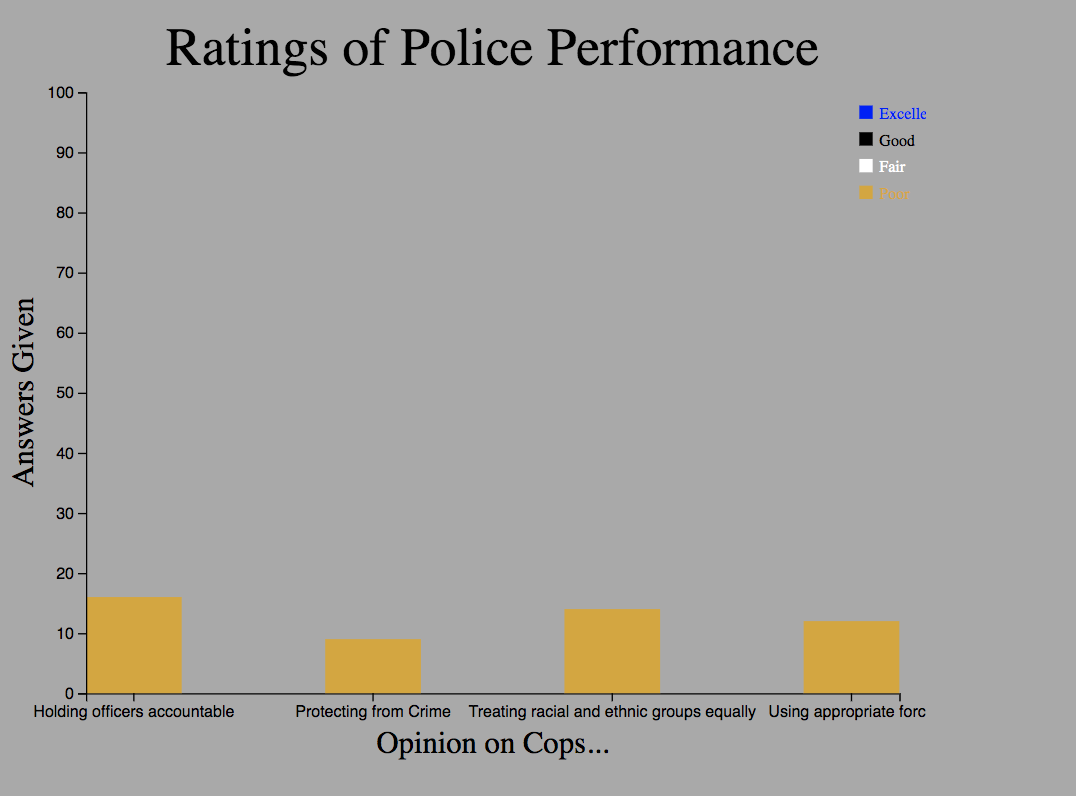 Ratings of Police Performance
100
90
80
70
60
50
40
30
20
10
0
Answers Given
Excelle
Good
Fair
Poor
Holding officers accountable
Protecting from Crime
Treating racial and ethnic groups equally
Using appropriate forc
Opinion on Cops...